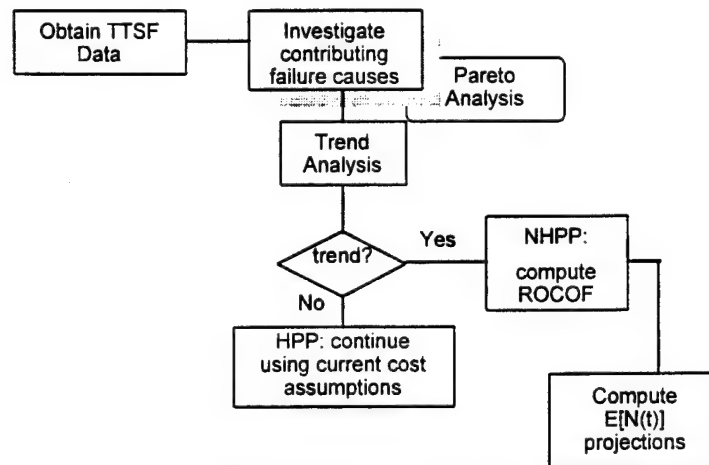 Obtain TTSF
Data
Investigate
contributing
failure causes
Pareto
Analysis
Trend
Analysis
trend?
Yes
No
NHPP:
compute
ROCOF
HPP: continue
using current cost
assumptions
Compute
E[N(t)]
projections